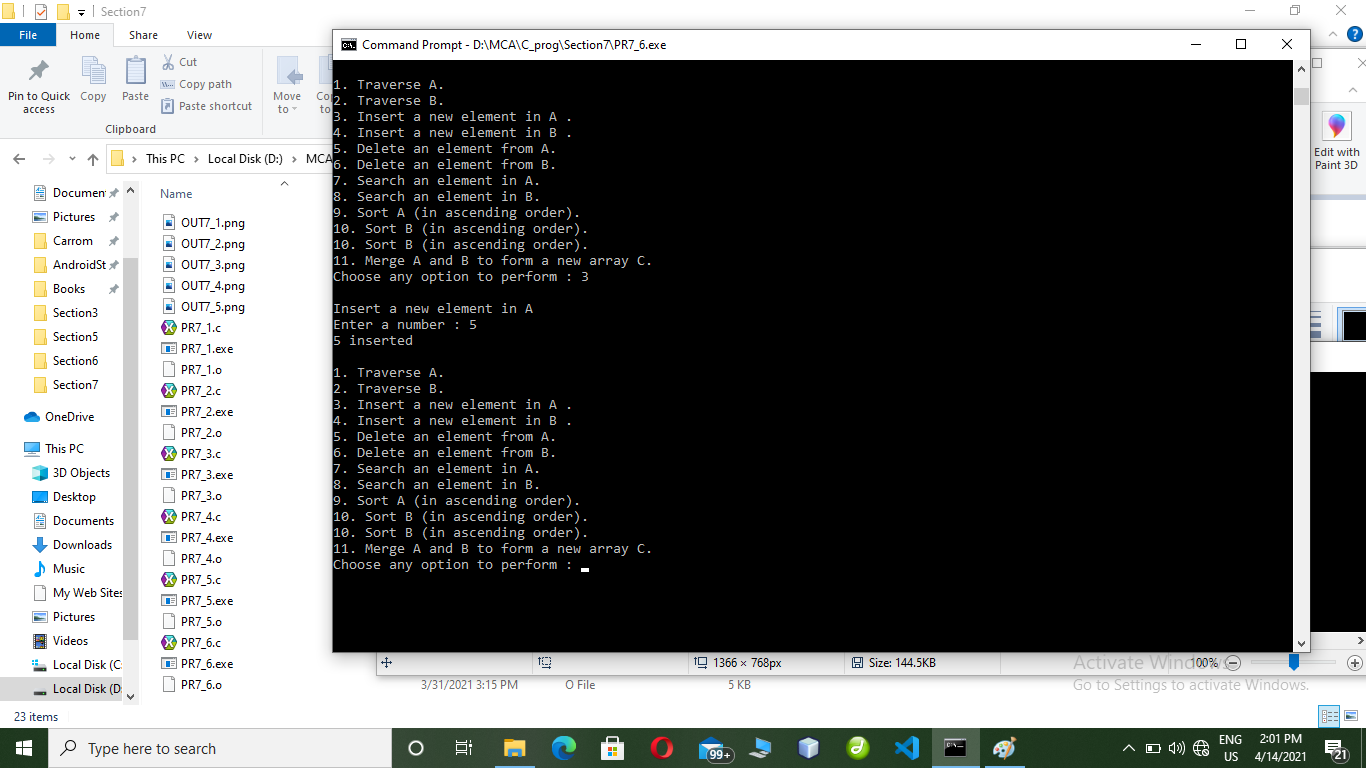 Section7
File Home Share View
Pin to Quick access
Copy
Paste
Cut
Copy path
Paste shortcut
Move to
Clipboard
This PC > Local Disk (D:) > MCA
Name
Documen
Pictures
Carrom
AndroidSt
Books
Section3
Section5
Section6
Section7
OneDrive
This PC
3D Objects
Desktop
Documents
Downloads
Music
My Web Sites
Pictures
Videos
Local Disk (C
Local Disk (D
OUT7_1.png
OUT7_2.png
OUT7_3.png
OUT7_4.png
OUT7_5.png
PR7_1.c
PR7_1.exe
PR7_1.o
PR7_2.c
PR7_2.exe
PR7_2.o
PR7_3.c
PR7_3.exe
PR7_3.o
PR7_4.c
PR7_4.exe
PR7_4.o
PR7_5.c
PR7_5.exe
PR7_5.o
PR7_6.c
PR7_6.exe
PR7_6.o
3/31/2021 3:15 PM O File 5 KB
23 items
Command Prompt - D:\MCA\C_prog\Section7\PR7_6.exe
1. Traverse A.
2. Traverse B.
3. Insert a new element in A .
4. Insert a new element in B .
5. Delete an element from A.
6. Delete an element from B.
7. Search an element in A.
8. Search an element in B.
9. Sort A (in ascending order).
10. Sort B (in ascending order).
10. Sort B (in ascending order).
11. Merge A and B to form a new array C.
Choose any option to perform : 3
Insert a new element in A
Enter a number : 5
5 inserted
1. Traverse A.
2. Traverse B.
3. Insert a new element in A .
4. Insert a new element in B .
5. Delete an element from A.
6. Delete an element from B.
7. Search an element in A.
8. Search an element in B.
9. Sort A (in ascending order).
10. Sort B (in ascending order).
10. Sort B (in ascending order).
11. Merge A and B to form a new array C.
Choose any option to perform :
Edit with
Paint 3D
1366 × 768px
Size: 144.5KB
100%
Activate Windows
Go to Settings to activate Windows.
Type here to search
99+
ENG
US
2:01 PM
4/14/2021
21